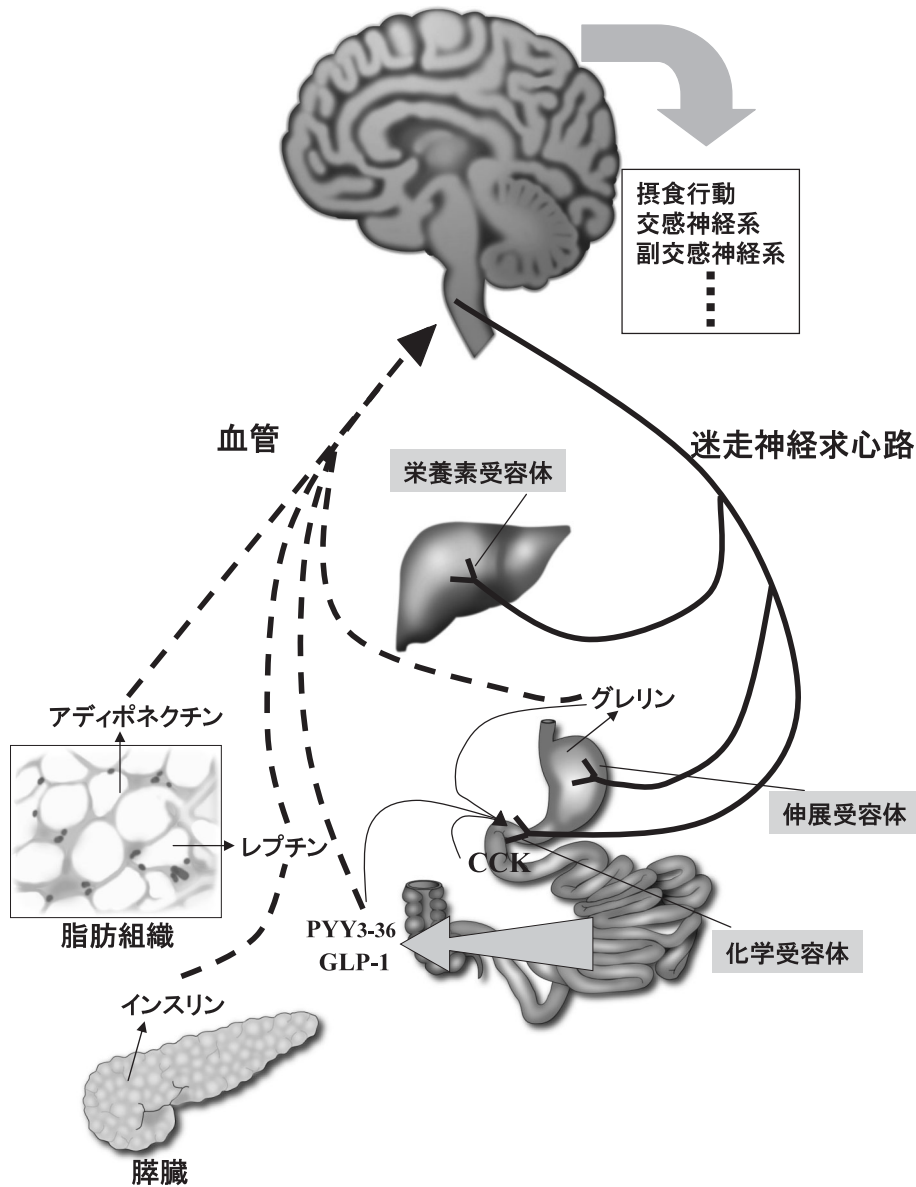 摂食行動
交感神経系
副交感神経系
血管
迷走神経求心路
栄養素受容体
アディポネクチン
グレリン
伸展受容体
レプチン
CCK
脂肪組織
PYY3-36
GLP-1
化学受容体
インスリン
膵臓